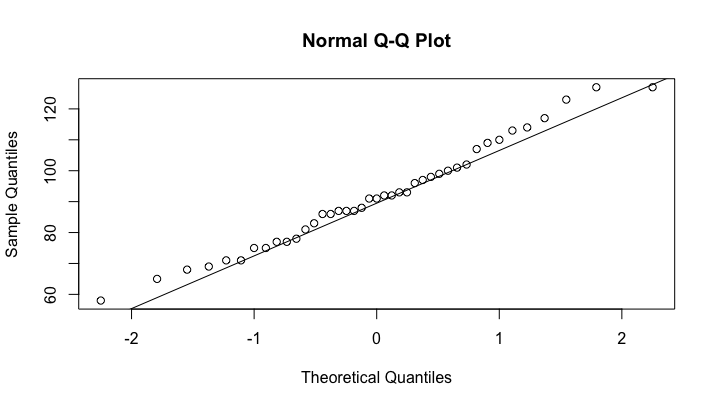 Normal Q-Q Plot
Sample Quantiles
120
100
80
60
-2 -1 0 1 2
Theoretical Quantiles